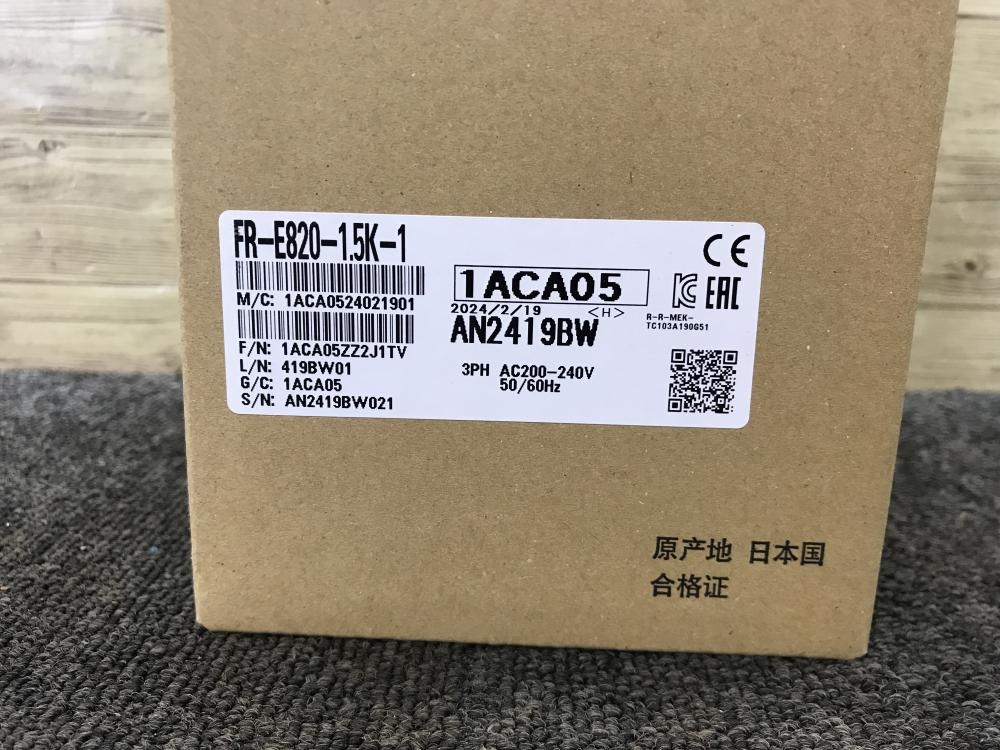 FR-E820-1.5K-1
M/C: 1ACA0524021901
F/N: 1ACA05ZZ2J1TV
L/N: 419BW01
G/C: 1ACA05
S/N: AN2419BW021
1ACA05
2024/2/19 <H>
AN2419BW
3PH AC200-240V
50/60Hz
CE
KC EAC
R-R-MEK-
TC103A190G51
原产地 日本国
合格证